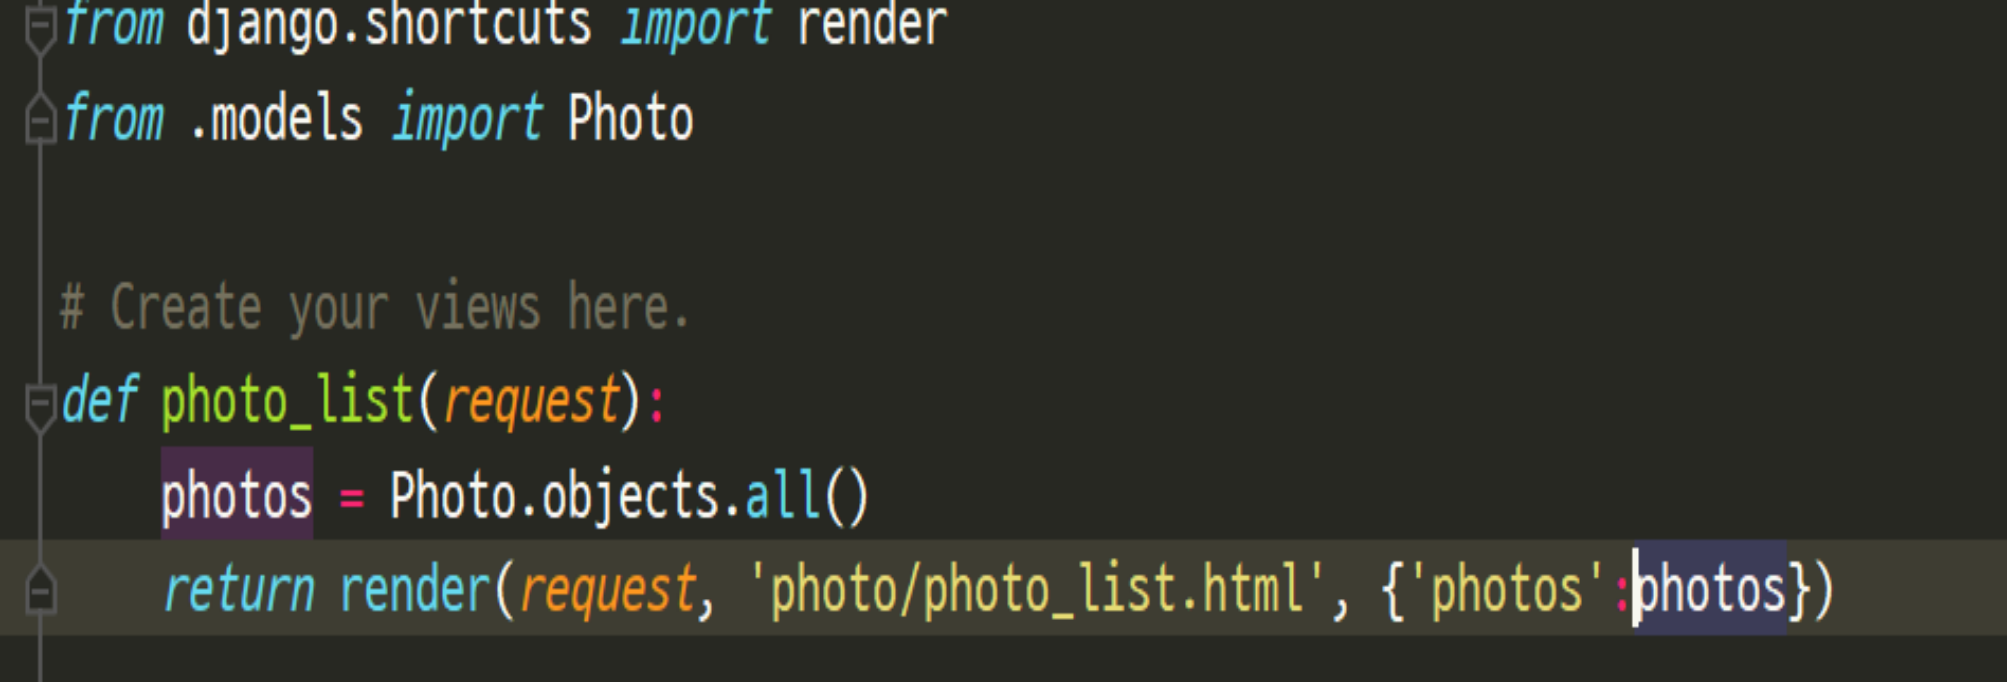 from django.shortcuts import render
from .models import Photo
# Create your views here.
def photo_list(request):
photos = Photo.objects.all()
return render(request, 'photo/photo_list.html', {'photos':photos})